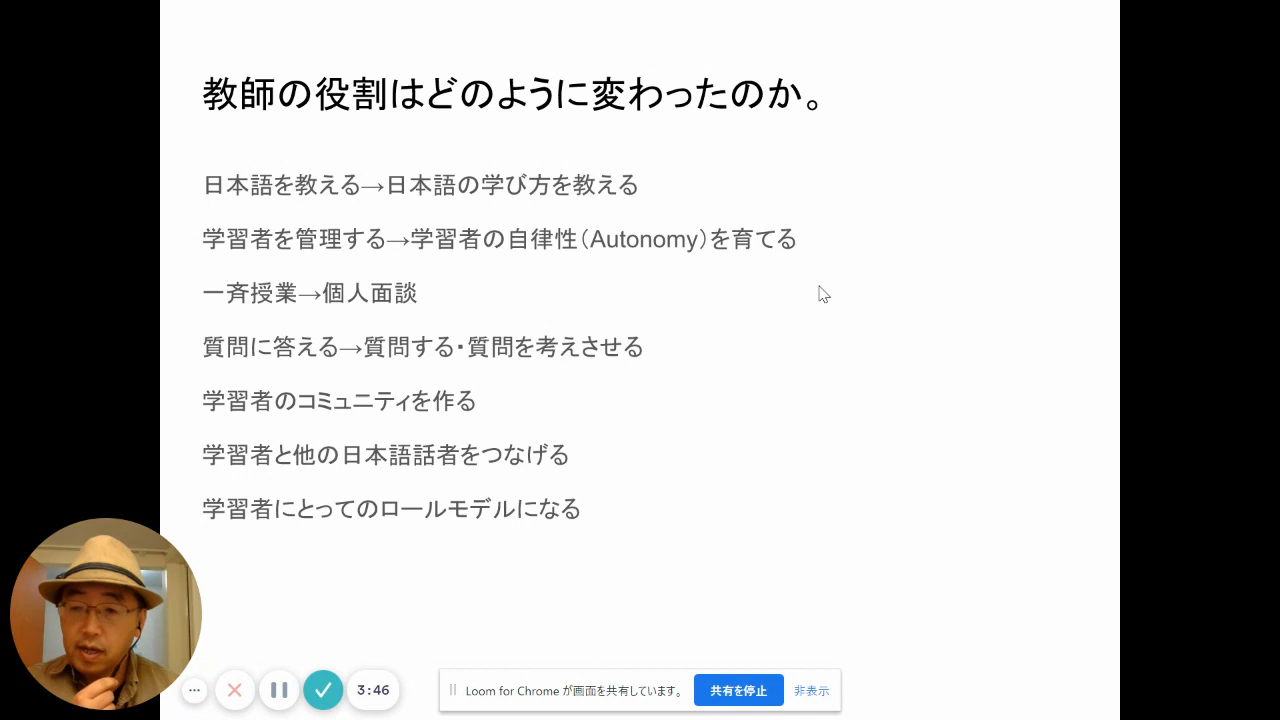 教師の役割はどのように変わったのか。
日本語を教える→日本語の学び方を教える
学習者を管理する→学習者の自律性（Autonomy）を育てる
一斉授業→個人面談
質問に答える→質問する・質問を考えさせる
学習者のコミュニティを作る
学習者と他の日本語話者をつなげる
学習者にとってのロールモデルになる
3:46
Loom for Chrome が画面を共有しています。
共有を停止
非表示